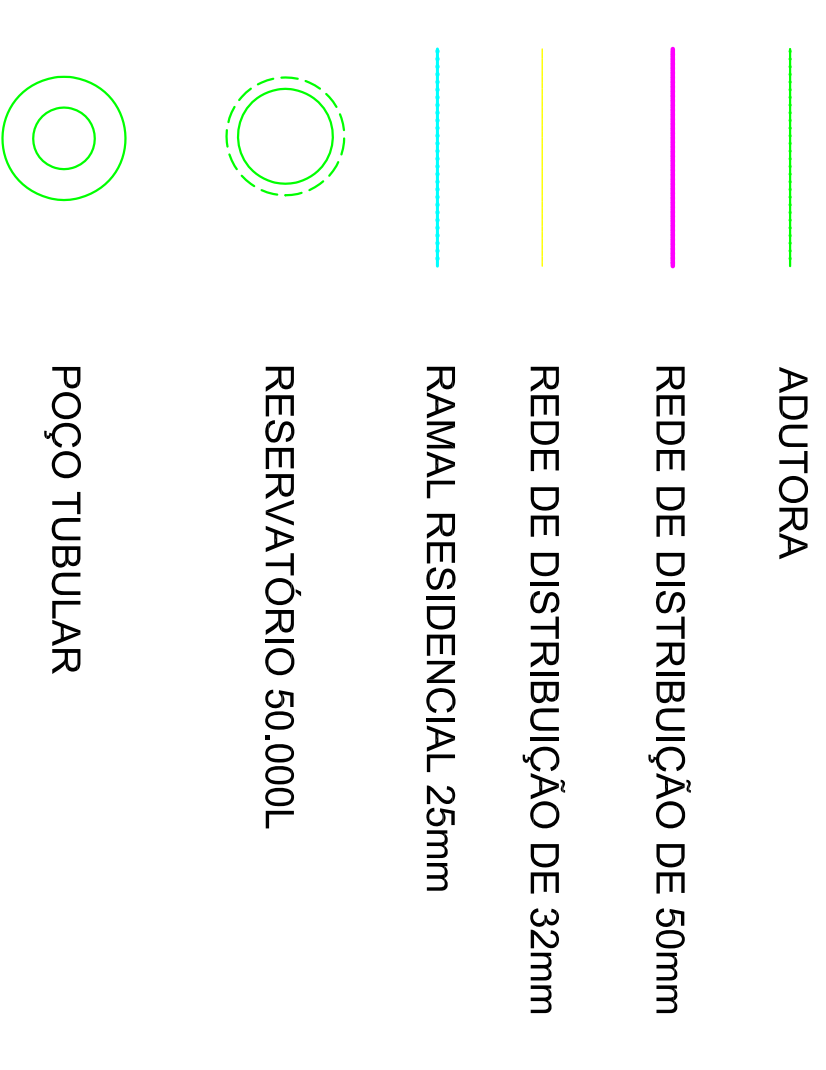 ADUTORA
REDE DE DISTRIBUIÇÃO DE 50mm
REDE DE DISTRIBUIÇÃO DE 32mm
RAMAL RESIDENCIAL 25mm
RESERVATÓRIO 50.000L
POÇO TUBULAR